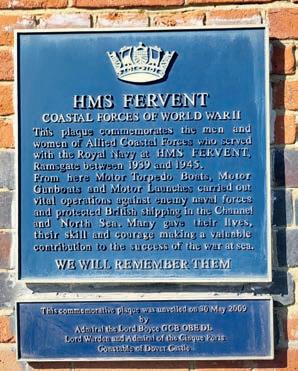 HMS FERVENT
COASTAL FORCES OF WORLD WAR II
This plaque commemorates the men and
women of Allied Coastal Forces who served
with the Royal Navy at HMS FERVENT,
Ramsgate between 1939 and 1945.
From here Motor Torpedo Boats, Motor
Gunboats and Motor Launches carried out
vital operations against enemy naval forces
and protected British shipping in the Channel
and North Sea. Many gave their lives,
their skill and courage making a valuable
contribution to the success of the war at sea.
WE WILL REMEMBER THEM
This commemorative plaque was unveiled on 30 May 2009
by
Admiral the Lord Boyce GCB OBE DL
Lord Warden and Admiral of the Cinque Ports
Constable of Dover Castle